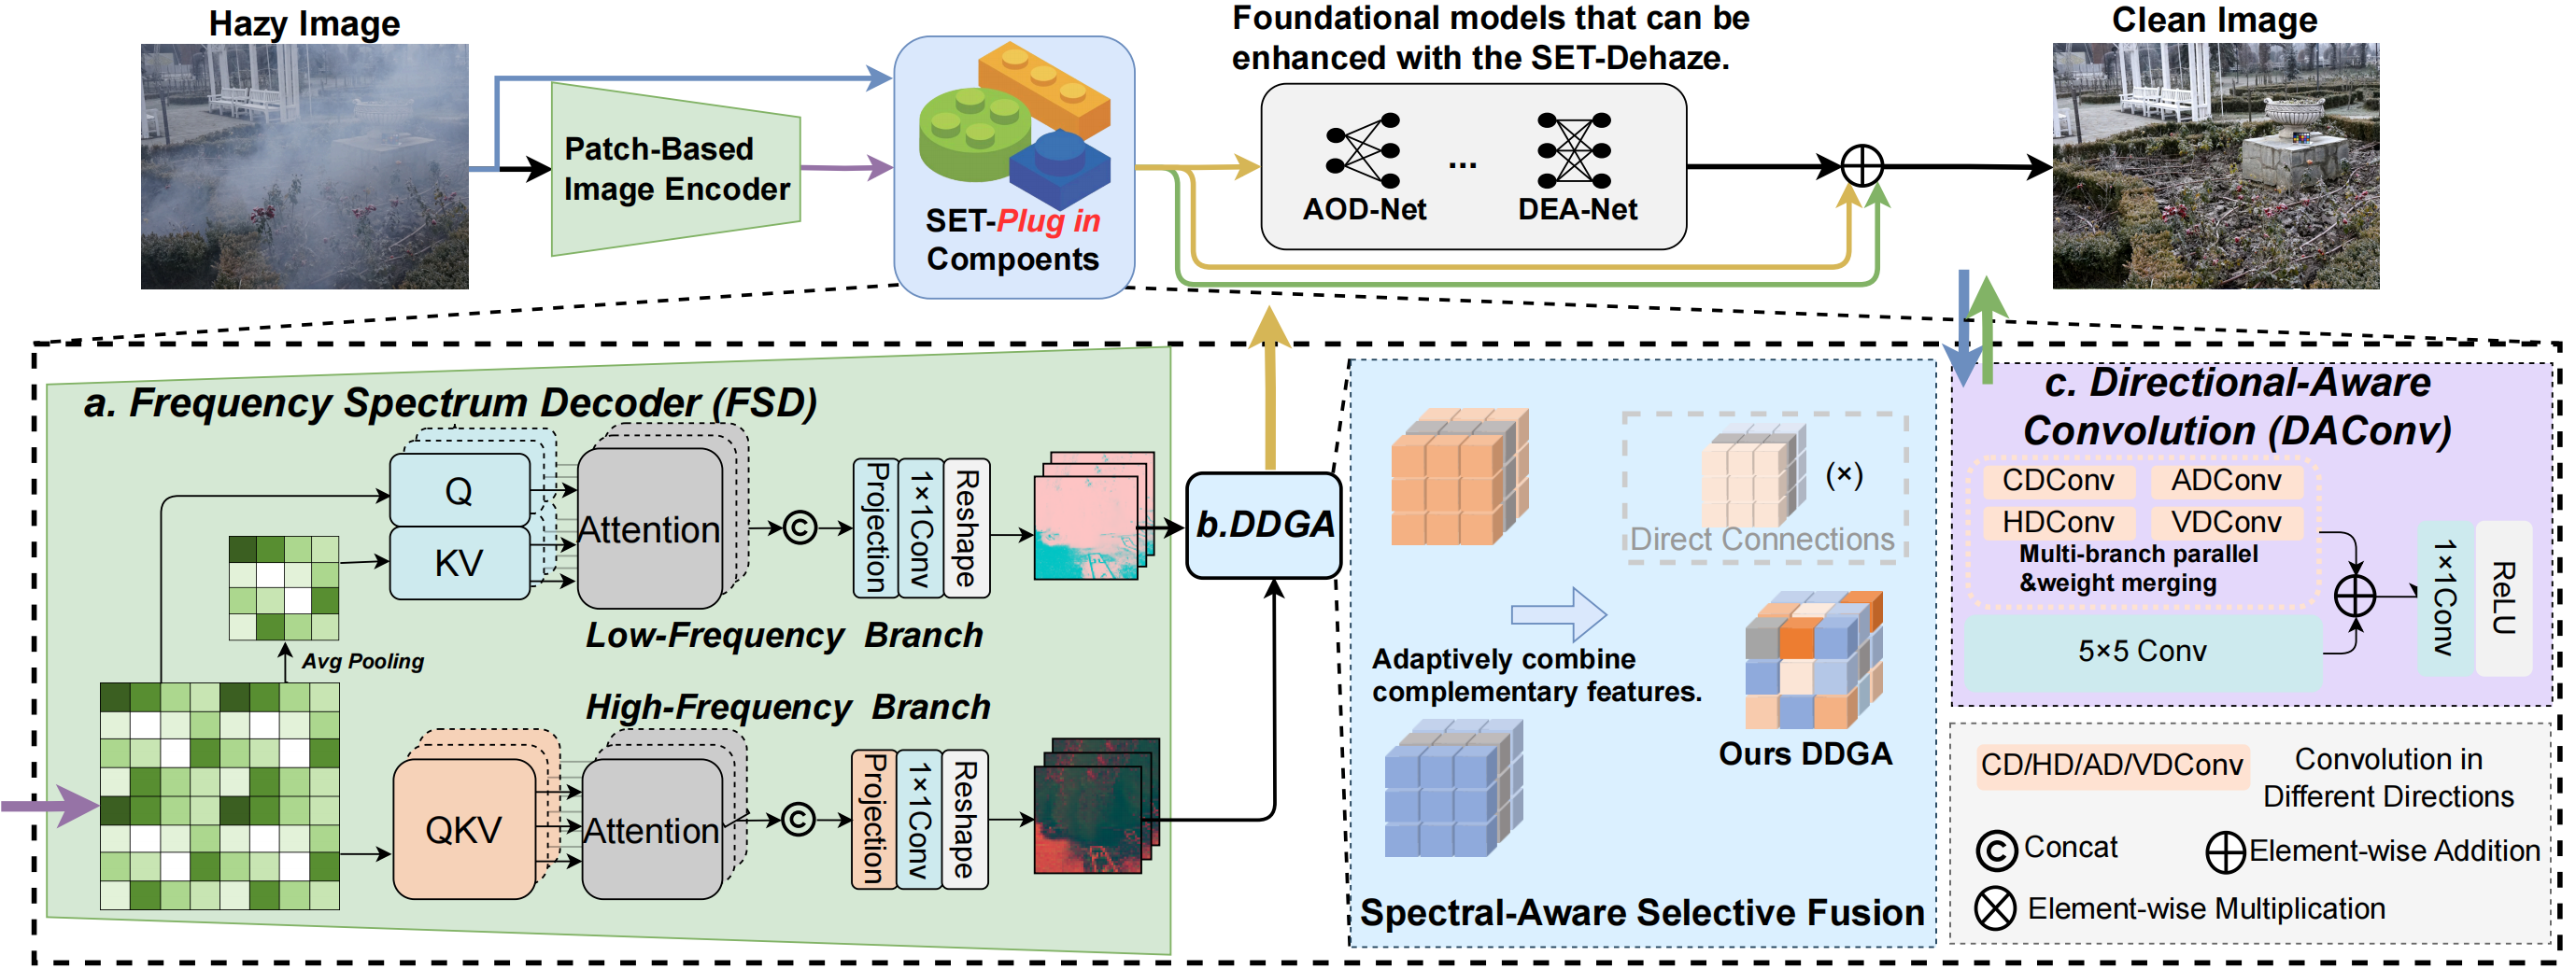 Hazy Image
Foundational models that can be
enhanced with the SET-Dehaze.
Clean Image
Patch-Based
Image Encoder
SET-Plug in
Compoents
AOD-Net
...
DEA-Net
a. Frequency Spectrum Decoder (FSD)
Q
KV
Attention
C
Projection
1×1Conv
Reshape
Low-Frequency Branch
Avg Pooling
High-Frequency Branch
QKV
Attention
C
Projection
1×1Conv
Reshape
b.DDGA
(×)
Direct Connections
Adaptively combine
complementary features.
Ours DDGA
Spectral-Aware Selective Fusion
c. Directional-Aware
Convolution (DAConv)
CDConv
ADConv
HDConv
VDConv
Multi-branch parallel
&weight merging
5×5 Conv
1×1Conv
ReLU
CD/HD/AD/VDConv
Convolution in
Different Directions
C Concat
Element-wise Addition
Element-wise Multiplication